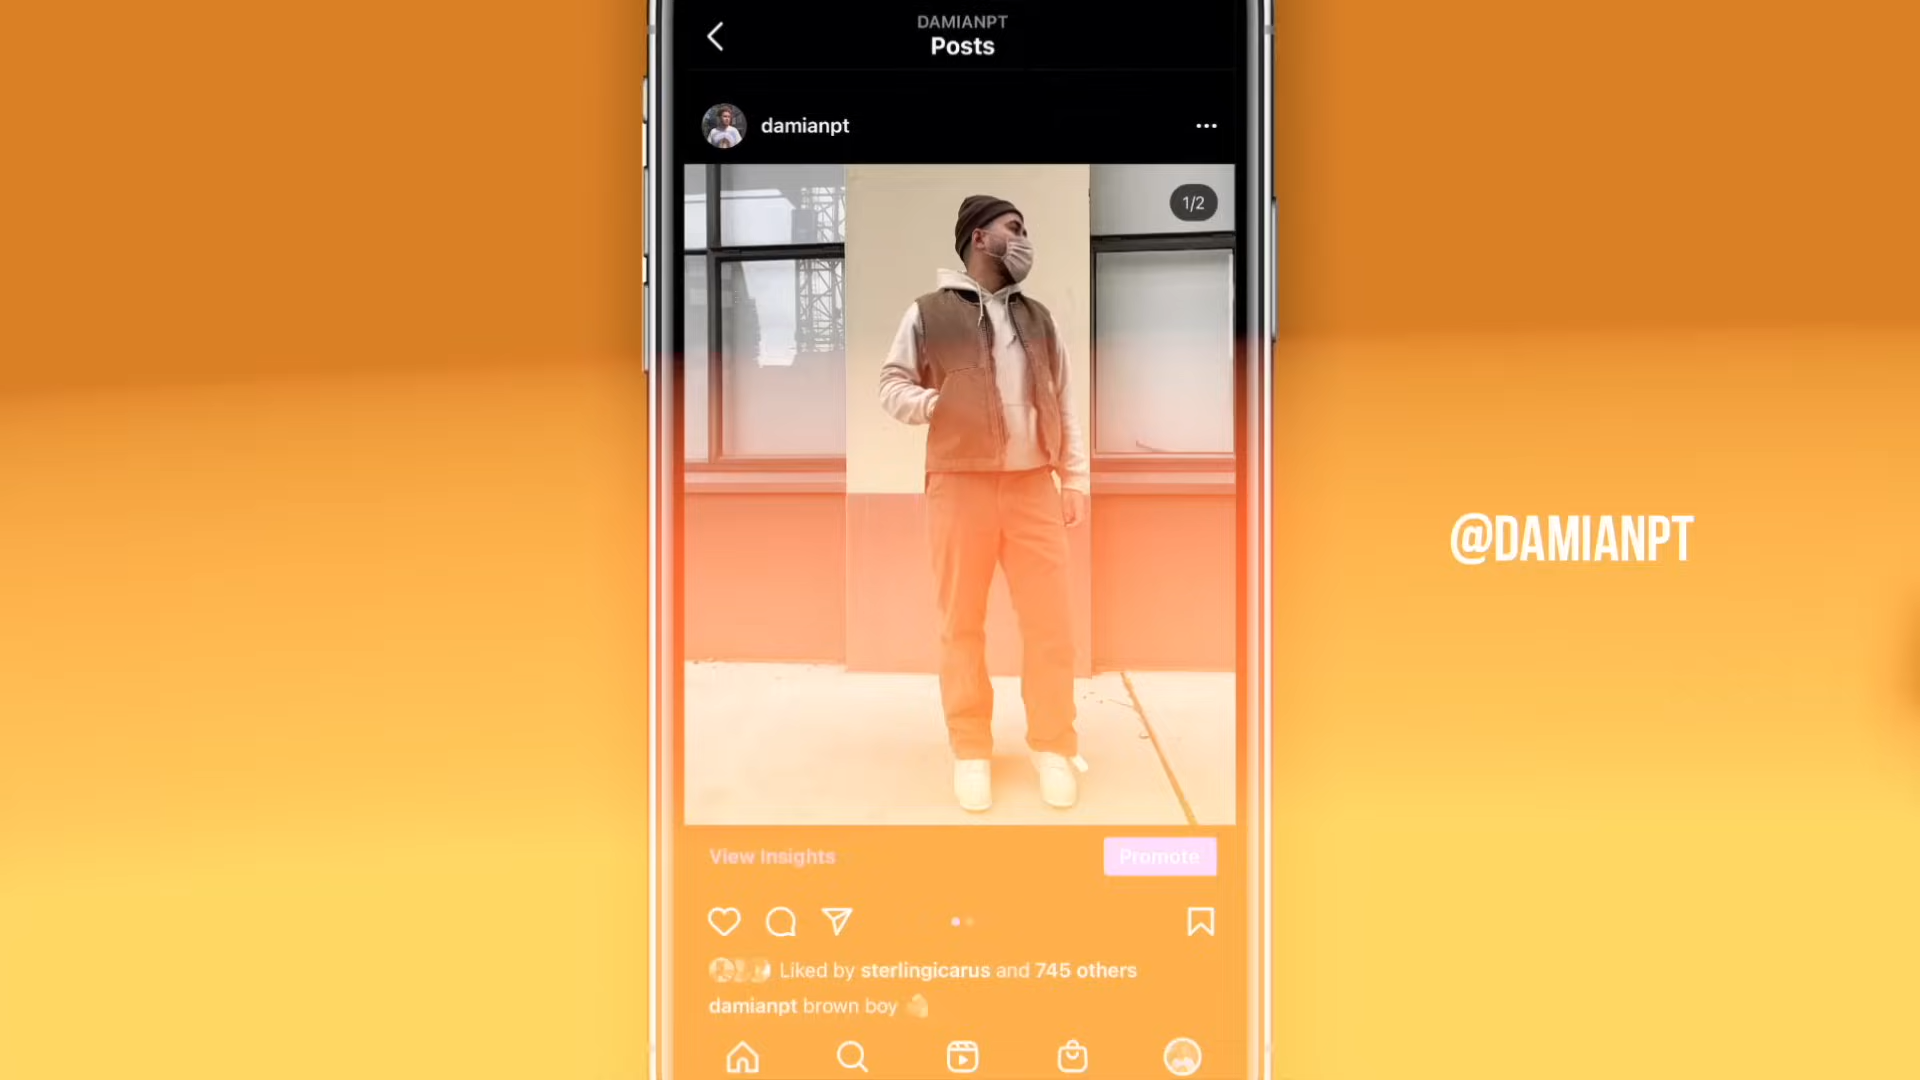 DAMIANPT
Posts
damianpt
1/2
@DAMIANPT
View Insights
Promote
Liked by sterlingicarus and 745 others
damianpt brown boy